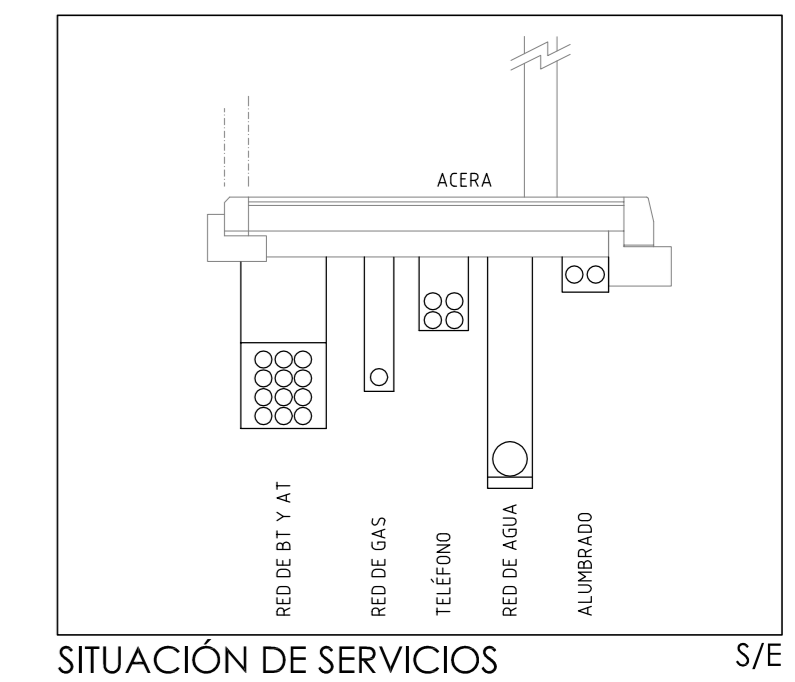 ACERA
RED DE BT Y AT
RED DE GAS
TELÉFONO
RED DE AGUA
ALUMBRADO
SITUACIÓN DE SERVICIOS
S/E